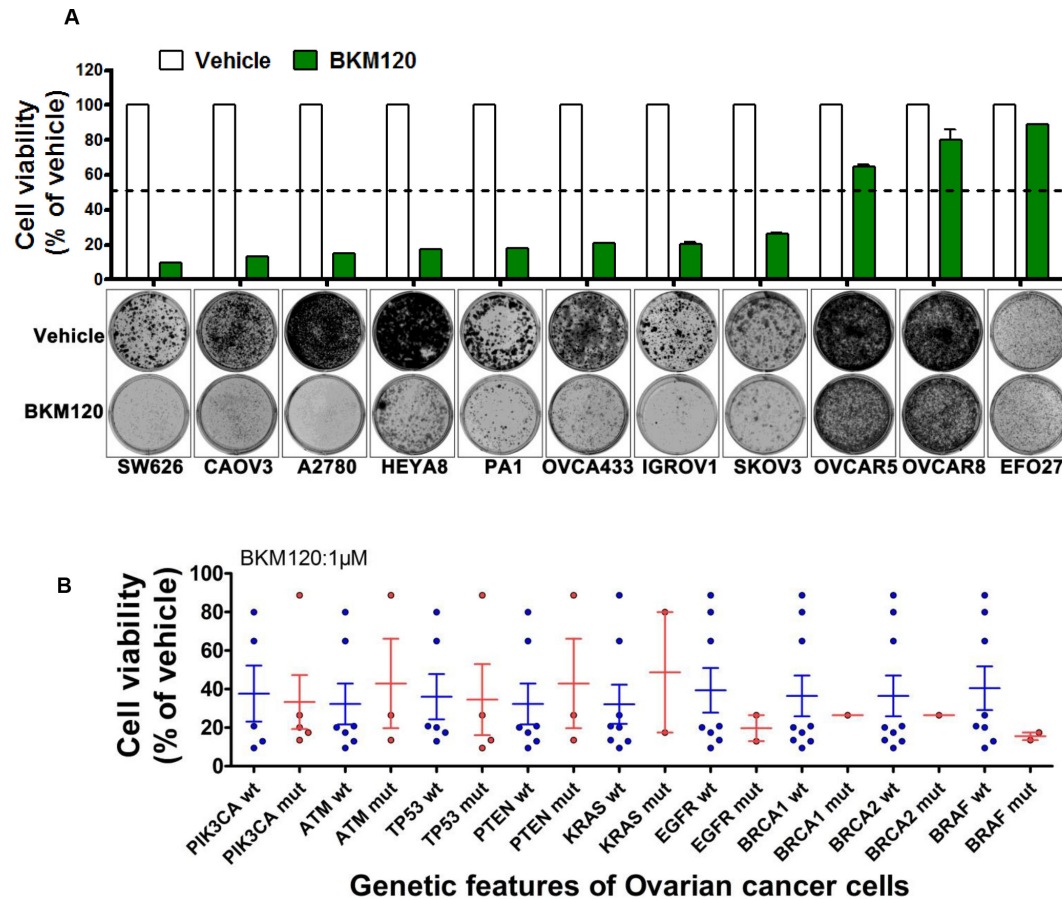 A
Vehicle BKM120
Cell viability
(% of vehicle)
120
100
80
60
40
20
0
Vehicle
BKM120
SW626 CAOV3 A2780 HEYA8 PA1 OVCA433 IGROV1 SKOV3 OVCAR5 OVCAR8 EFO27
B
BKM120:1µM
Cell viability
(% of vehicle)
100
80
60
40
20
0
PIK3CA wt
PIK3CA mut
ATM wt
ATM mut
TP53 wt
TP53 mut
PTEN wt
PTEN mut
KRAS wt
KRAS mut
EGFR wt
EGFR mut
BRCA1 wt
BRCA1 mut
BRCA2 wt
BRCA2 mut
BRAF wt
BRAF mut
Genetic features of Ovarian cancer cells